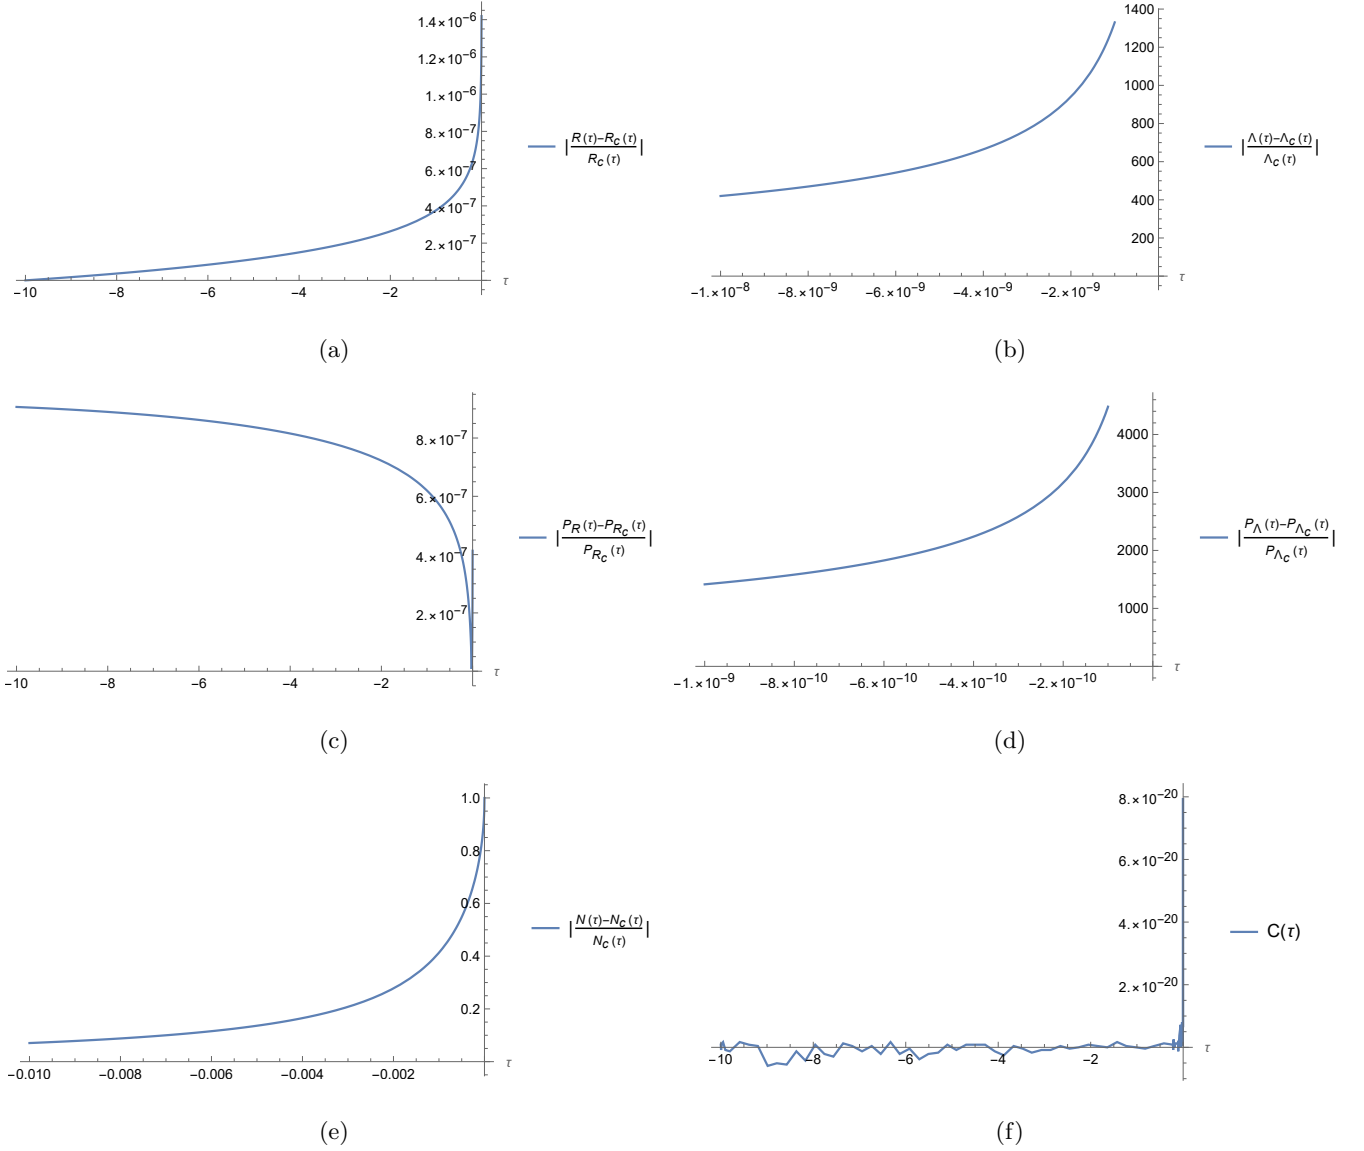 1.4×10⁻⁶
1.2×10⁻⁶
1.×10⁻⁶
8.×10⁻⁷
6.×10⁻⁷
4.×10⁻⁷
2.×10⁻⁷
−10 −8 −6 −4 −2 τ
|R(τ)−R_c(τ) / R_c(τ)|
(a)
1400
1200
1000
800
600
400
200
−1.×10⁻⁸ −8.×10⁻⁹ −6.×10⁻⁹ −4.×10⁻⁹ −2.×10⁻⁹ τ
|Λ(τ)−Λ_c(τ) / Λ_c(τ)|
(b)
8.×10⁻⁷
6.×10⁻⁷
4.×10⁻⁷
2.×10⁻⁷
−10 −8 −6 −4 −2 τ
|P_R(τ)−P_{R_c}(τ) / P_{R_c}(τ)|
(c)
4000
3000
2000
1000
−1.×10⁻⁹ −8.×10⁻¹⁰ −6.×10⁻¹⁰ −4.×10⁻¹⁰ −2.×10⁻¹⁰ τ
|P_Λ(τ)−P_{Λ_c}(τ) / P_{Λ_c}(τ)|
(d)
1.0
0.8
0.6
0.4
0.2
−0.010 −0.008 −0.006 −0.004 −0.002 τ
|N(τ)−N_c(τ) / N_c(τ)|
(e)
8.×10⁻²⁰
6.×10⁻²⁰
4.×10⁻²⁰
2.×10⁻²⁰
−10 −8 −6 −4 −2 τ
C(τ)
(f)